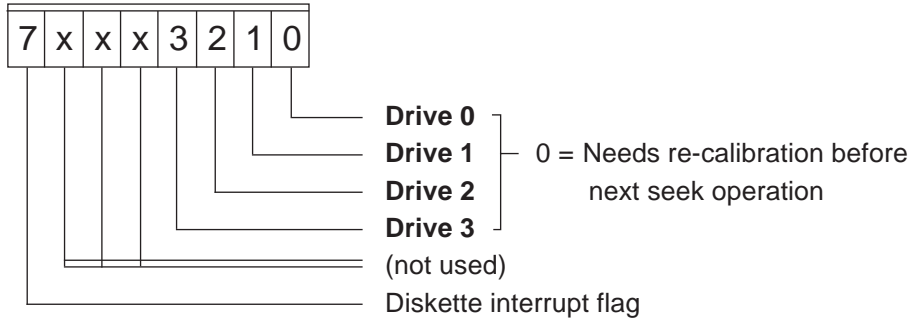 7 x x x 3 2 1 0
Drive 0
Drive 1 0 = Needs re-calibration before
Drive 2 next seek operation
Drive 3
(not used)
Diskette interrupt flag